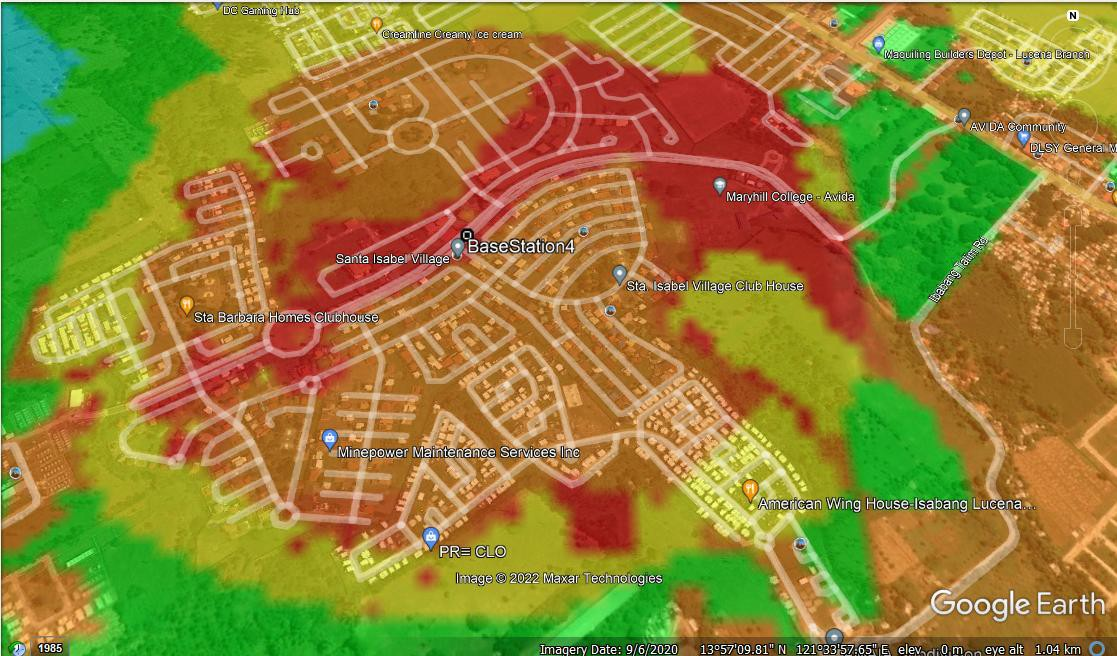 DC Gaming Hub
Creamline Creamy ice cream
N
Maquiling Builders Depot - Lucena Branch
AVIDA Community
DLSY General M
Maryhill College - Avida
BaseStation4
Santa Isabel Village
Ibabang Talim Rd
Sta. Isabel Village Club House
Sta Barbara Homes Clubhouse
Minepower Maintenance Services Inc
American Wing House Isabang Lucena...
PR≡ CLO
Image © 2022 Maxar Technologies
Google Earth
1985
Imagery Date: 9/6/2020 13°57'09.81" N 121°33'57.65" E elev 0 m eye alt 1.04 km